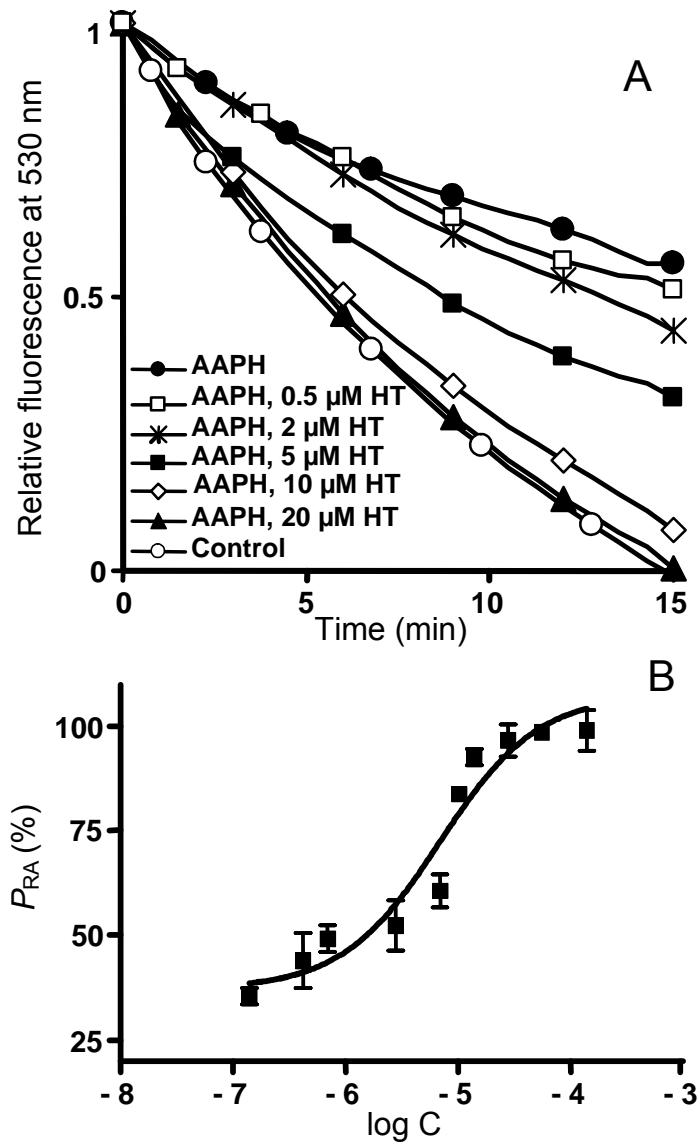 1
A
Relative fluorescence at 530 nm
0.5
AAPH
AAPH, 0.5 µM HT
AAPH, 2 µM HT
AAPH, 5 µM HT
AAPH, 10 µM HT
AAPH, 20 µM HT
Control
0
0 5 10 15
Time (min)
B
100
75
PRA (%)
50
25
-8 -7 -6 -5 -4 -3
log C